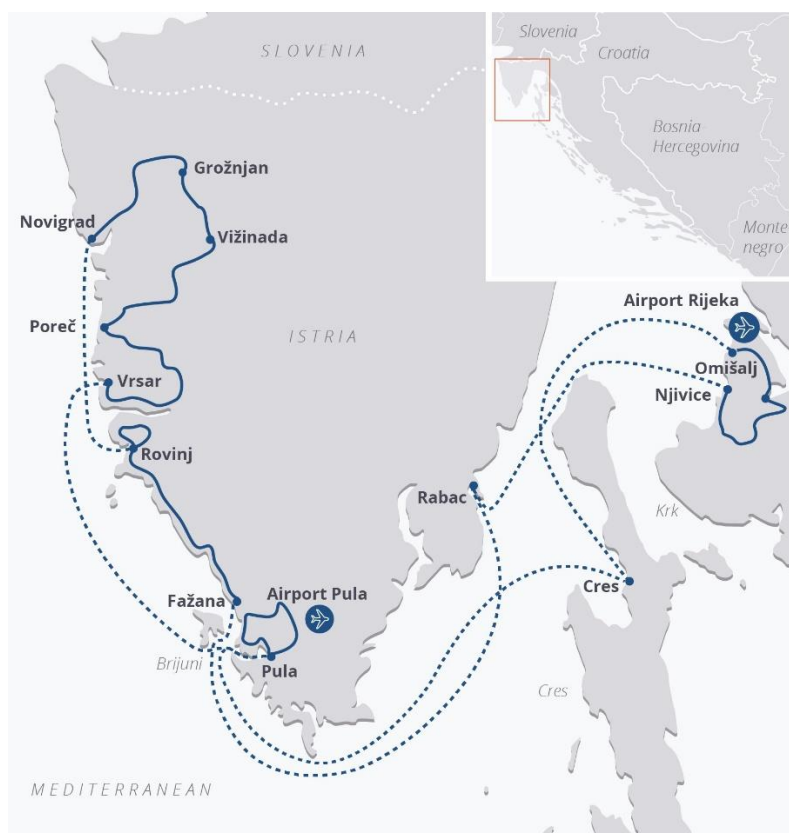 SLOVENIA
Slovenia
Croatia
Bosnia
Hercegovina
Monte
negro
Grožnjan
Novigrad
Vižinada
Airport Rijeka
Poreč
ISTRIA
Omišalj
Vrsar
Njivice
Rovinj
Rabac
Krk
Cres
Fažana
Airport Pula
Brijuni
Pula
Cres
MEDITERRANEAN